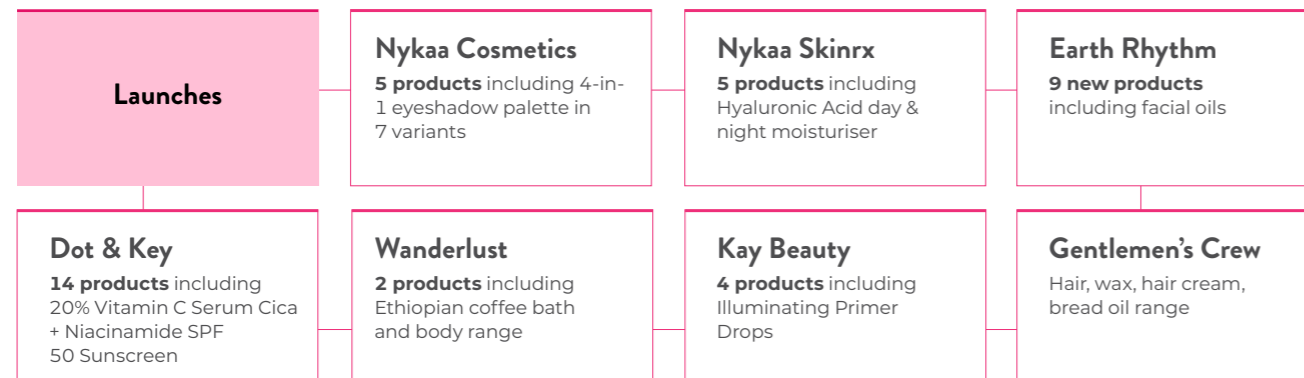 Launches
Nykaa Cosmetics
5 products including 4-in-
1 eyeshadow palette in
7 variants
Nykaa Skinrx
5 products including
Hyaluronic Acid day &
night moisturiser
Earth Rhythm
9 new products
including facial oils
Dot & Key
14 products including
20% Vitamin C Serum Cica
+ Niacinamide SPF
50 Sunscreen
Wanderlust
2 products including
Ethiopian coffee bath
and body range
Kay Beauty
4 products including
Illuminating Primer
Drops
Gentlemen’s Crew
Hair, wax, hair cream,
bread oil range